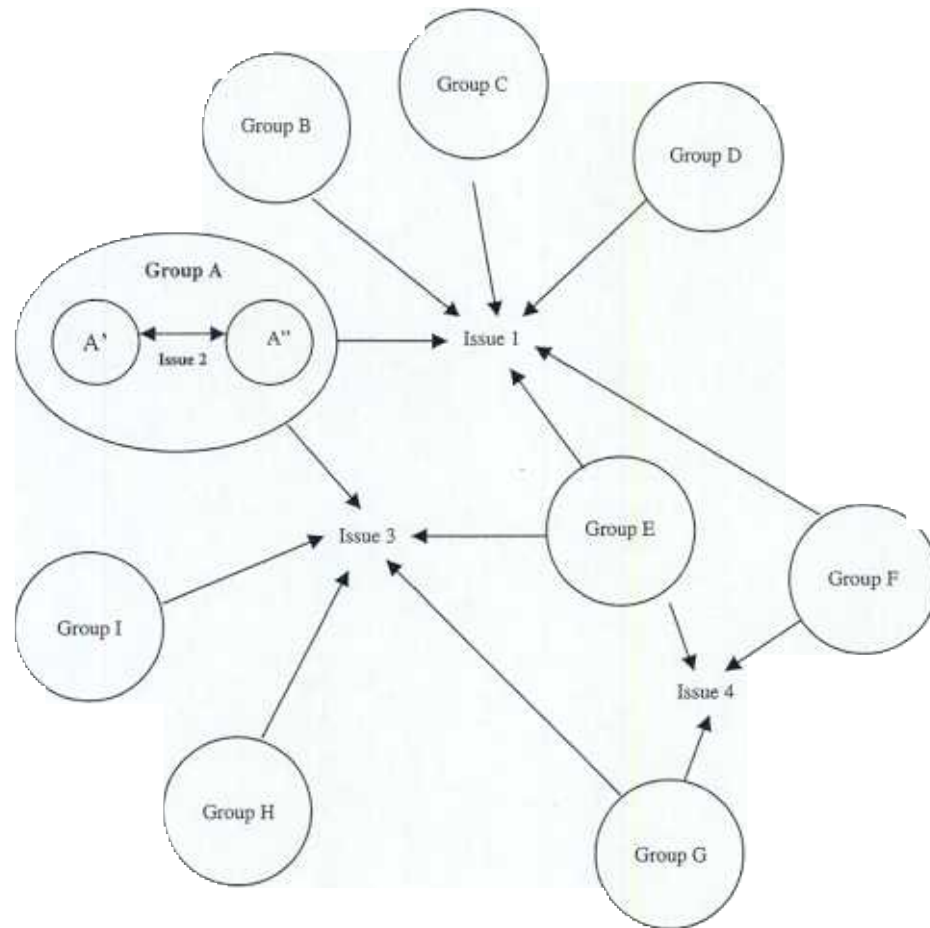 Group C
Group B
Group D
Group A
A'
A"
Issue 2
Issue 1
Group E
Issue 3
Group F
Group I
Issue 4
Group H
Group G